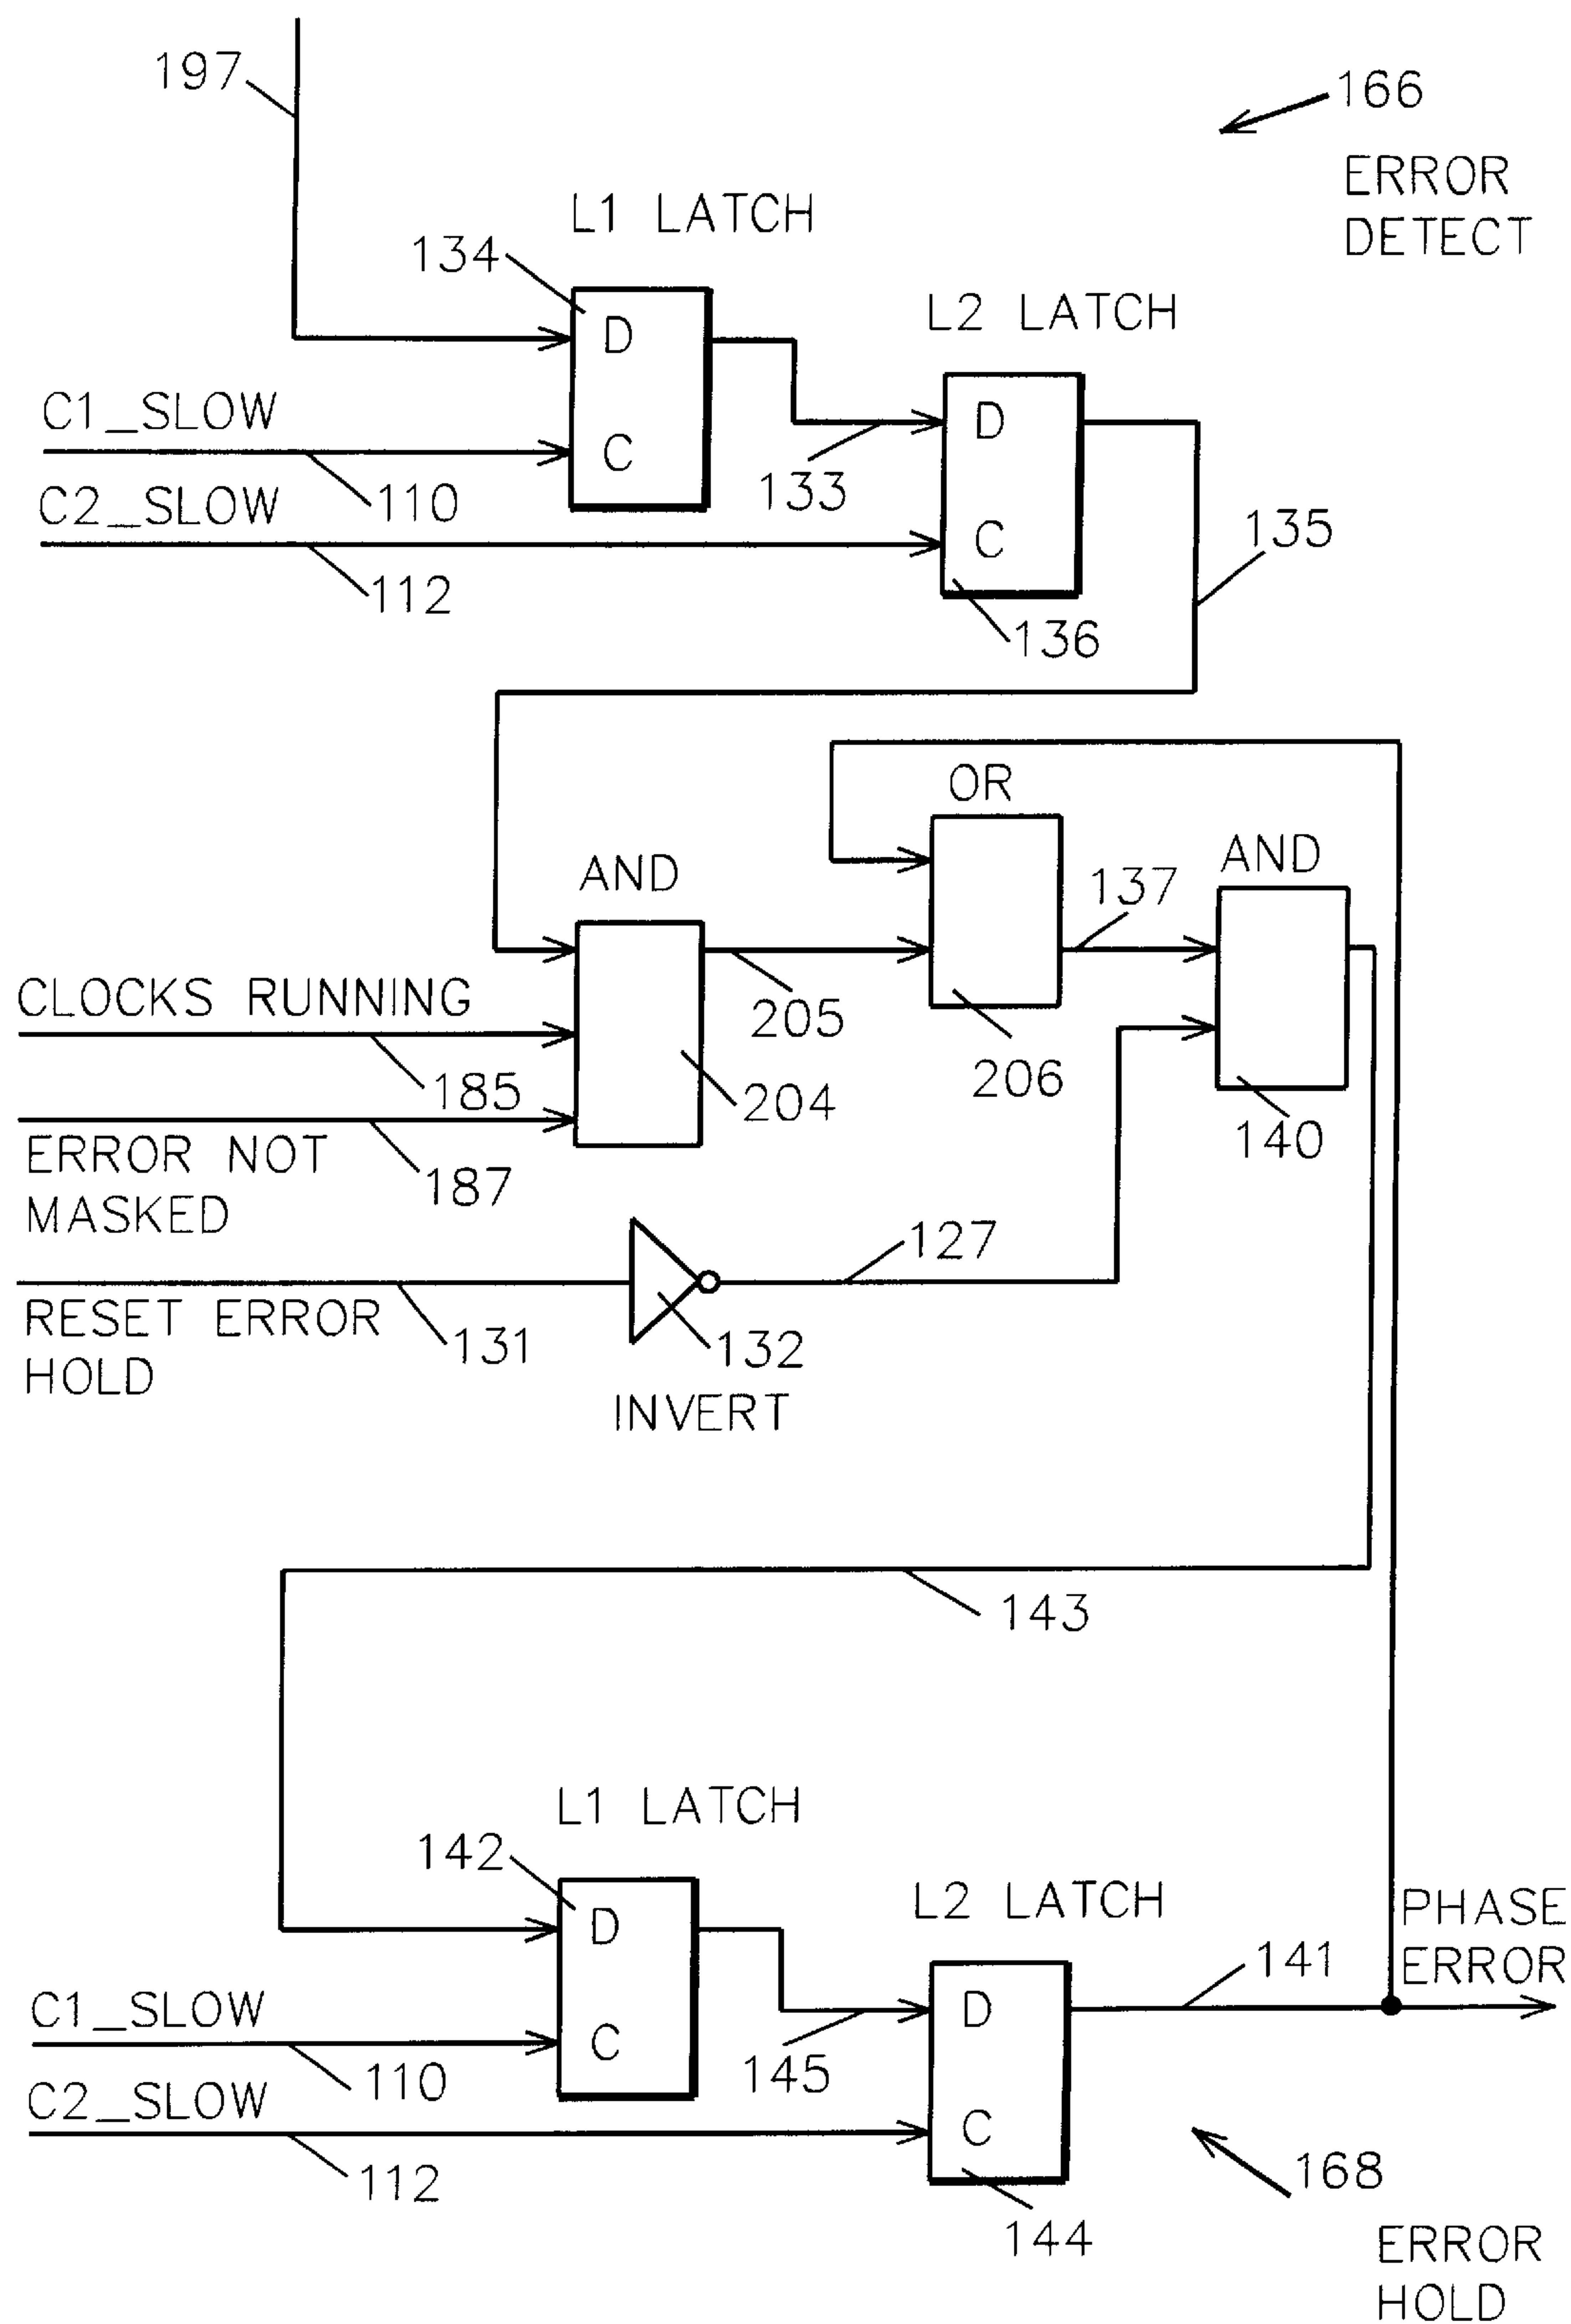 197
166
ERROR
DETECT
L1 LATCH
134
L2 LATCH
D
C1_SLOW
D
C
133
110
C2_SLOW
C
135
112
136
OR
AND
AND
137
CLOCKS RUNNING
205
206
185
204
140
ERROR NOT
MASKED
187
127
RESET ERROR
HOLD
131
132
INVERT
143
L1 LATCH
142
L2 LATCH
PHASE
ERROR
D
141
C1_SLOW
D
C
145
110
C2_SLOW
C
112
168
144
ERROR
HOLD